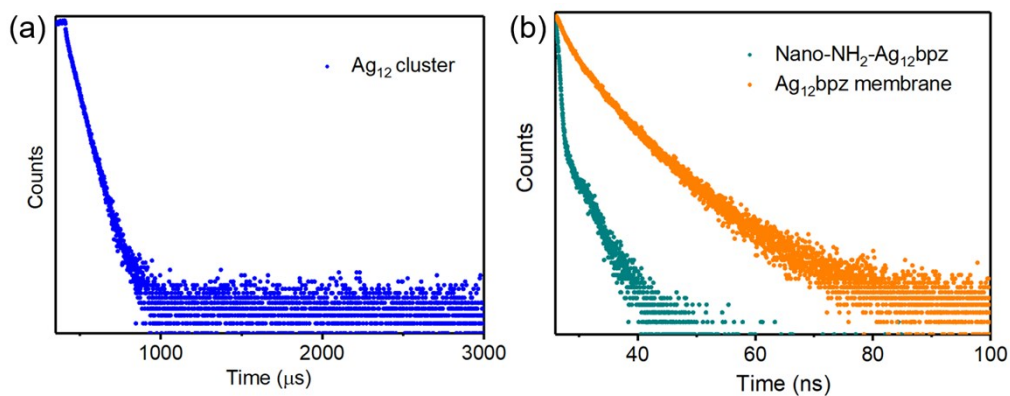 (a)
Ag₁₂ cluster
Counts
1000 2000 3000
Time (μs)
(b)
Nano-NH₂-Ag₁₂bpz
Ag₁₂bpz membrane
Counts
40 60 80 100
Time (ns)